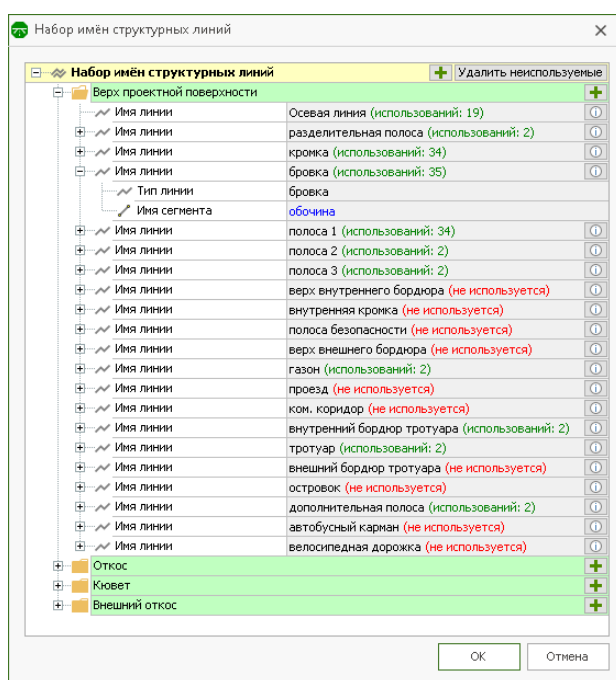 Набор имён структурных линий
Набор имён структурных линий Удалить неиспользуемые
Верх проектной поверхности
Имя линии Осевая линия (использований: 19)
Имя линии разделительная полоса (использований: 2)
Имя линии кромка (использований: 34)
Имя линии бровка (использований: 35)
Тип линии бровка
Имя сегмента обочина
Имя линии полоса 1 (использований: 34)
Имя линии полоса 2 (использований: 2)
Имя линии полоса 3 (использований: 2)
Имя линии верх внутреннего бордюра (не используется)
Имя линии внутренняя кромка (не используется)
Имя линии полоса безопасности (не используется)
Имя линии верх внешнего бордюра (не используется)
Имя линии газон (использований: 2)
Имя линии проезд (не используется)
Имя линии ком. коридор (не используется)
Имя линии внутренний бордюр тротуара (использований: 2)
Имя линии тротуар (использований: 2)
Имя линии внешний бордюр тротуара (не используется)
Имя линии островок (не используется)
Имя линии дополнительная полоса (использований: 2)
Имя линии автобусный карман (не используется)
Имя линии велосипедная дорожка (не используется)
Откос
Кювет
Внешний откос
ОК Отмена